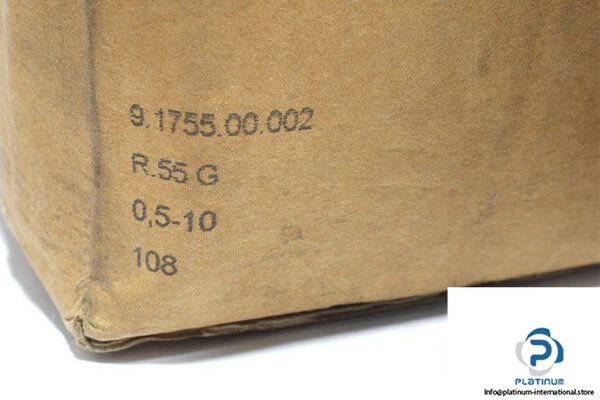 9.1755.00.002
R.55 G
0,5-10
108
PLATINUM
Info@platinum-international.store